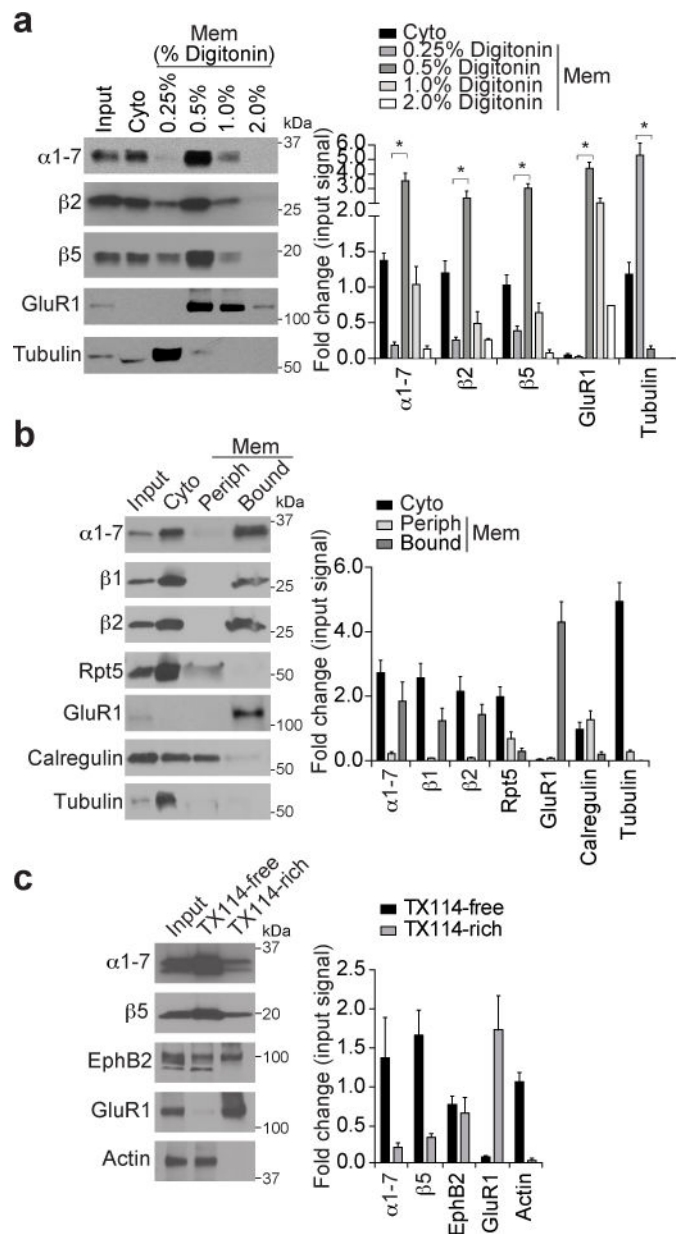 a
Mem
(% Digitonin)
Input
Cyto
0.25%
0.5%
1.0%
2.0%
kDa
α1-7
37
β2
25
β5
20
GluR1
100
Tubulin
50
Cyto
0.25% Digitonin
0.5% Digitonin
1.0% Digitonin
2.0% Digitonin
Mem
Fold change (input signal)
6.0
5.0
4.0
3.0
2.0
1.5
1.0
0.5
0.0
* * * * *
α1-7
β2
β5
GluR1
Tubulin
b
Mem
Input
Cyto
Periph
Bound
kDa
α1-7
37
β1
25
β2
25
Rpt5
50
GluR1
100
Calregulin
50
Tubulin
50
Cyto
Periph
Bound
Mem
Fold change (input signal)
6.0
4.0
2.0
0.0
α1-7
β1
β2
Rpt5
GluR1
Calregulin
Tubulin
c
Input
TX114-free
TX114-rich
kDa
α1-7
37
β5
20
EphB2
100
GluR1
100
Actin
37
TX114-free
TX114-rich
Fold change (input signal)
2.5
2.0
1.5
1.0
0.5
0.0
α1-7
β5
EphB2
GluR1
Actin